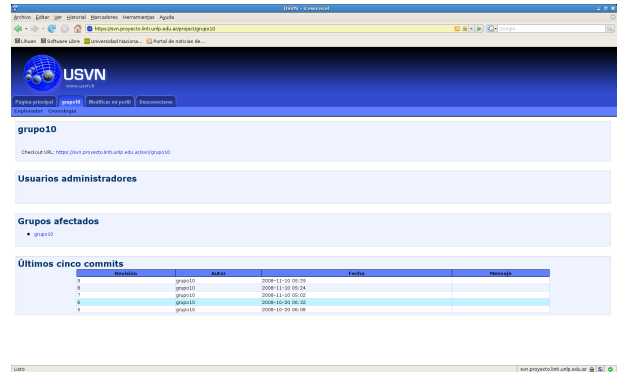 USVN - Iceweasel
Archivo Editar Ver Historial Marcadores Herramientas Ayuda
https://svn.proyecto.linti.unlp.edu.ar/project/grupo10
Google
Lihuen Software Libre Universidad Naciona... Portal de noticias de...
USVN
www.usvn.fr
Página principal grupo10 Modificar mi perfil Desconectarse
Explorador Cronología
grupo10
Checkout URL: https://svn.proyecto.linti.unlp.edu.ar/svn/grupo10
Usuarios administradores
Grupos afectados
grupo10
Últimos cinco commits
Revisión Autor Fecha Mensaje
9 grupo10 2008-11-10 05:29
8 grupo10 2008-11-10 05:24
7 grupo10 2008-11-10 05:02
6 grupo10 2008-10-20 06:32
5 grupo10 2008-10-20 06:08
Listo
svn.proyecto.linti.unlp.edu.ar